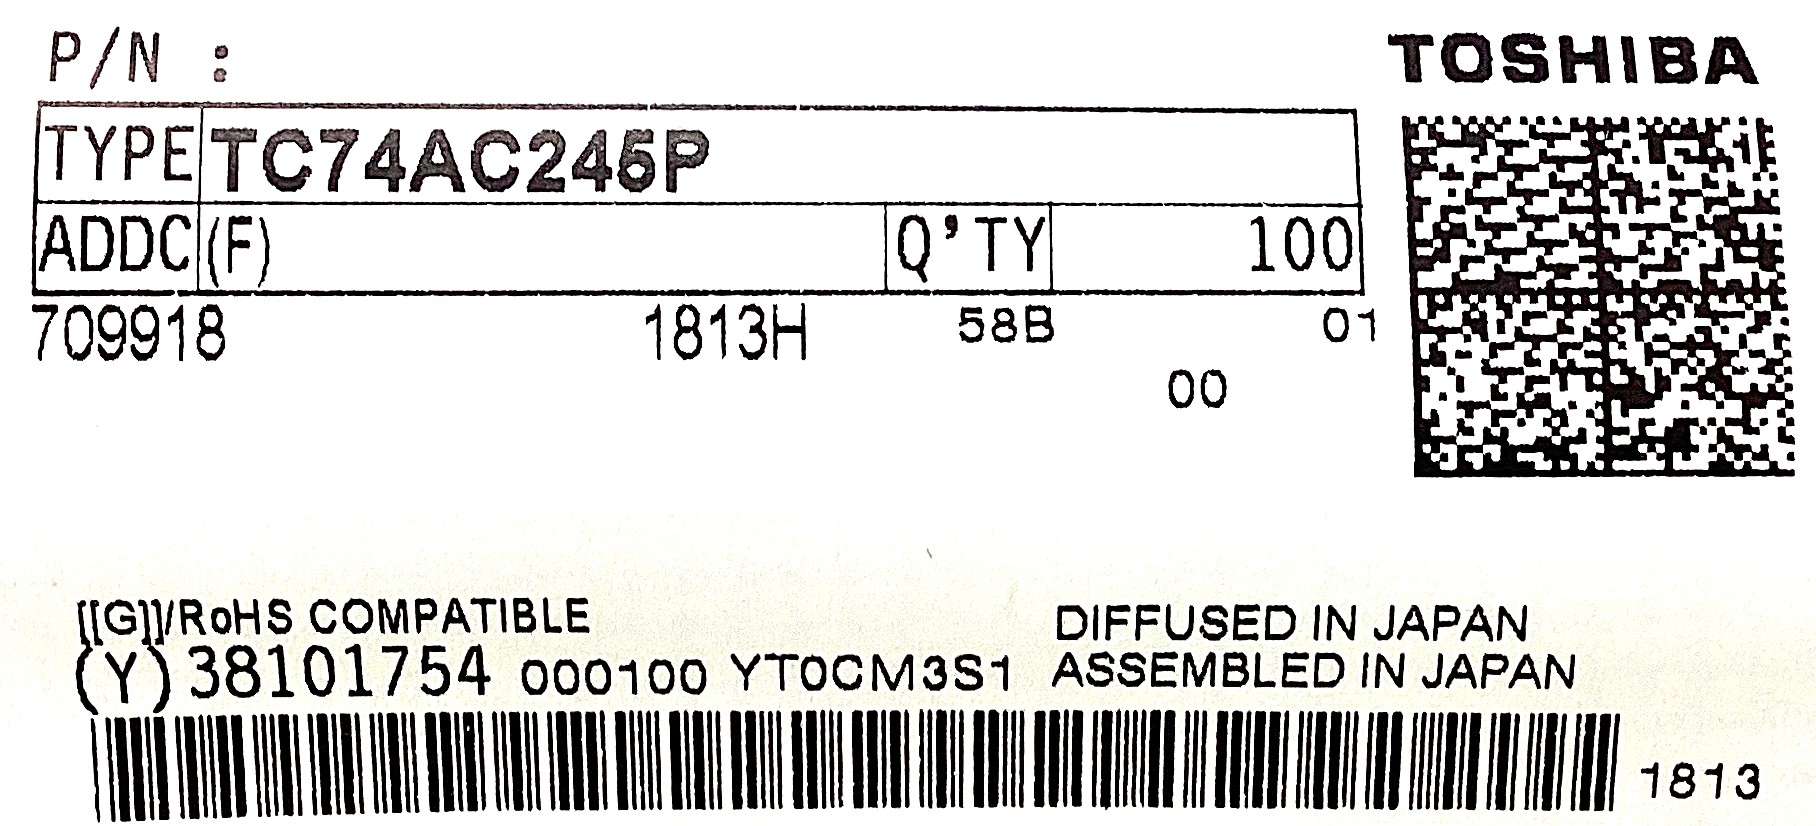 P/N :
TOSHIBA
TYPE TC74AC245P
ADDC (F) Q'TY 100
709918 1813H 58B 01
00
[[G]]/RoHS COMPATIBLE
DIFFUSED IN JAPAN
(Y) 38101754 000100 YT0CM3S1
ASSEMBLED IN JAPAN
1813